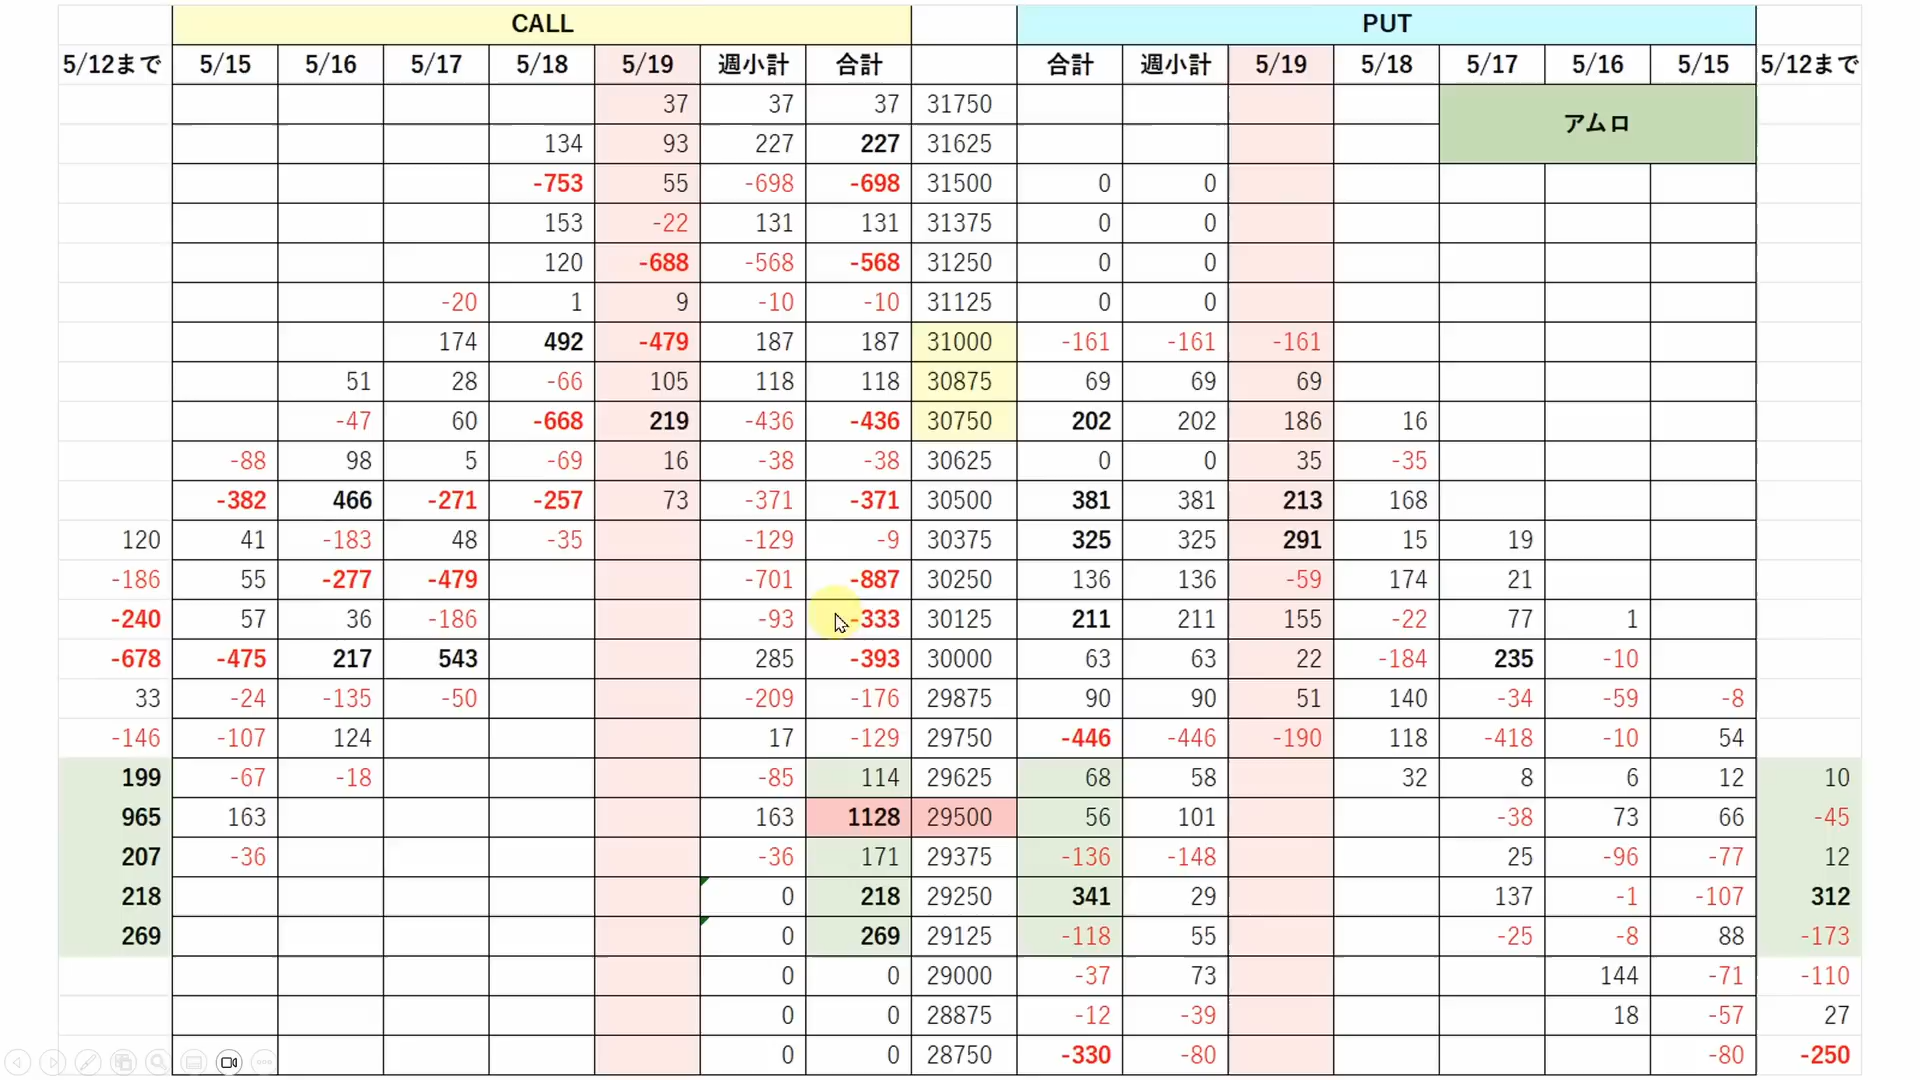 CALL PUT
5/12まで 5/15 5/16 5/17 5/18 5/19 週小計 合計 合計 週小計 5/19 5/18 5/17 5/16 5/15 5/12まで
37 37 37 31750
アムロ
134 93 227 227 31625
-753 55 -698 -698 31500 0 0
153 -22 131 131 31375 0 0
120 -688 -568 -568 31250 0 0
-20 1 9 -10 -10 31125 0 0
174 492 -479 187 187 31000 -161 -161 -161
51 28 -66 105 118 118 30875 69 69 69
-47 60 -668 219 -436 -436 30750 202 202 186 16
-88 98 5 -69 16 -38 -38 30625 0 0 35 -35
-382 466 -271 -257 73 -371 -371 30500 381 381 213 168
120 41 -183 48 -35 -129 -9 30375 325 325 291 15 19
-186 55 -277 -479 -701 -887 30250 136 136 -59 174 21
-240 57 36 -186 -93 -333 30125 211 211 155 -22 77 1
-678 -475 217 543 285 -393 30000 63 63 22 -184 235 -10
33 -24 -135 -50 -209 -176 29875 90 90 51 140 -34 -59 -8
-146 -107 124 17 -129 29750 -446 -446 -190 118 -418 -10 54
199 -67 -18 -85 114 29625 68 58 32 8 6 12 10
965 163 163 1128 29500 56 101 -38 73 66 -45
207 -36 -36 171 29375 -136 -148 25 -96 -77 12
218 0 218 29250 341 29 137 -1 -107 312
269 0 269 29125 -118 55 -25 -8 88 -173
0 0 29000 -37 73 144 -71 -110
0 0 28875 -12 -39 18 -57 27
0 0 28750 -330 -80 -80 -250